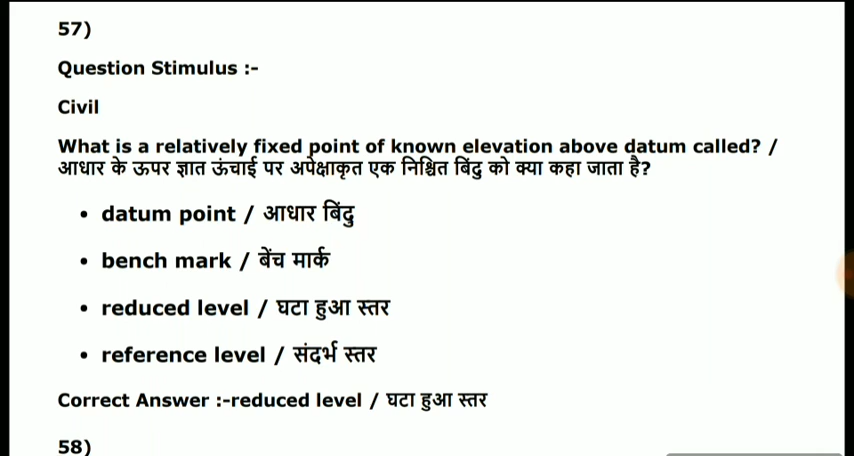 57)
Question Stimulus :-
Civil
What is a relatively fixed point of known elevation above datum called? /
आधार के ऊपर ज्ञात ऊंचाई पर अपेक्षाकृत एक निश्चित बिंदु को क्या कहा जाता है?
• datum point / आधार बिंदु
• bench mark / बेंच मार्क
• reduced level / घटा हुआ स्तर
• reference level / संदर्भ स्तर
Correct Answer :-reduced level / घटा हुआ स्तर
58)